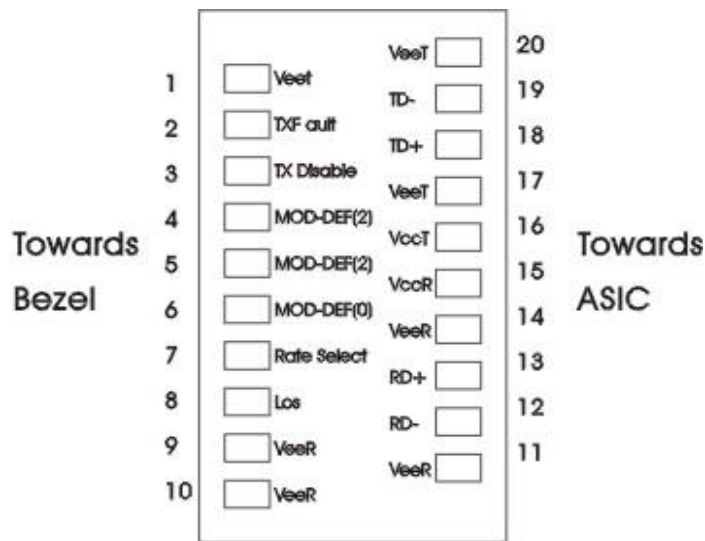 Towards
Bezel
1 Veet
2 TXF ault
3 TX Disable
4 MOD-DEF(2)
5 MOD-DEF(2)
6 MOD-DEF(0)
7 Rate Select
8 Los
9 VeeR
10 VeeR
VeeT 20
TD- 19
TD+ 18
VeeT 17
VccT 16
VccR 15
VeeR 14
RD+ 13
RD- 12
VeeR 11
Towards
ASIC